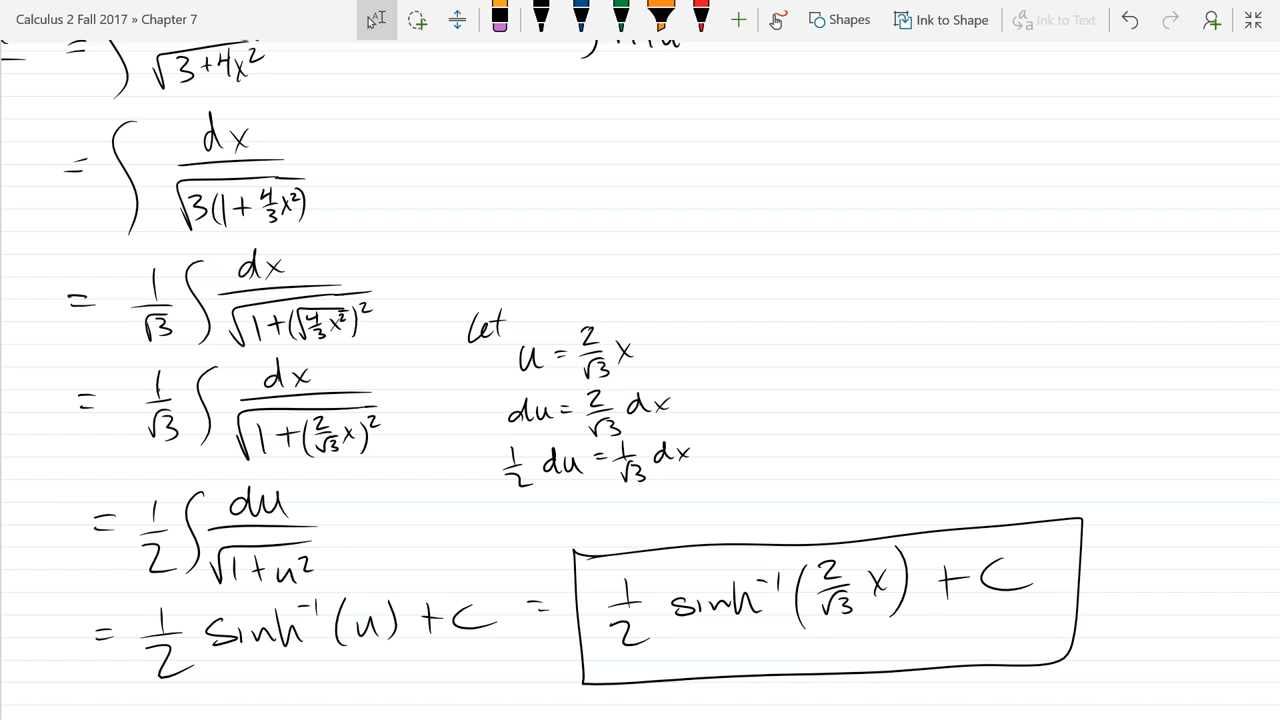 Calculus 2 Fall 2017 » Chapter 7
Shapes
Ink to Shape
Ink to Text
= ∫ √(3+4x²)
= ∫ dx / √(3(1+4/3 x²))
= 1/√3 ∫ dx / √(1+(√(4/3 x²))²)
= 1/√3 ∫ dx / √(1+(2/√3 x)²)
Let
u = 2/√3 x
du = 2/√3 dx
1/2 du = 1/√3 dx
= 1/2 ∫ du / √(1+u²)
= 1/2 sinh⁻¹(u) + C = 1/2 sinh⁻¹(2/√3 x) + C